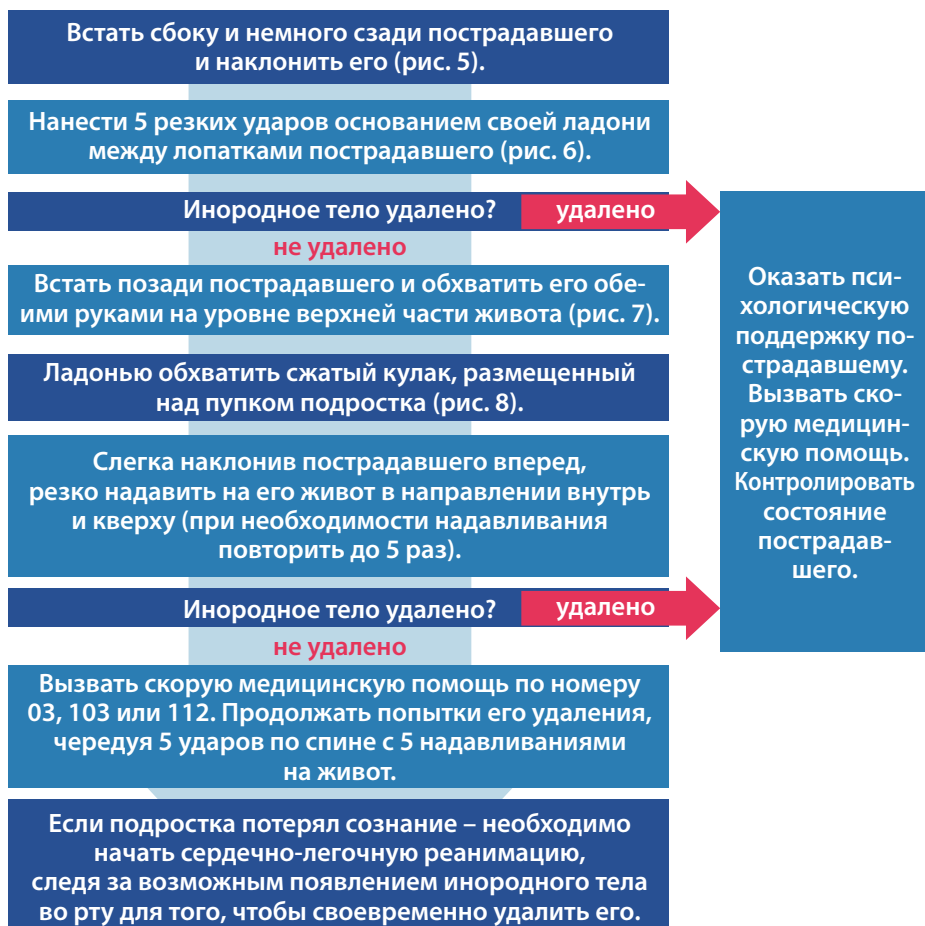 Встать сбоку и немного сзади пострадавшего
и наклонить его (рис. 5).
Нанести 5 резких ударов основанием своей ладони
между лопатками пострадавшего (рис. 6).
Инородное тело удалено?
удалено
не удалено
Встать позади пострадавшего и обхватить его обе-
ими руками на уровне верхней части живота (рис. 7).
Ладонью обхватить сжатый кулак, размещенный
над пупком подростка (рис. 8).
Слегка наклонив пострадавшего вперед,
резко надавить на его живот в направлении внутрь
и кверху (при необходимости надавливания
повторить до 5 раз).
Инородное тело удалено?
удалено
не удалено
Вызвать скорую медицинскую помощь по номеру
03, 103 или 112. Продолжать попытки его удаления,
чередуя 5 ударов по спине с 5 надавливаниями
на живот.
Если подростка потерял сознание – необходимо
начать сердечно-легочную реанимацию,
следя за возможным появлением инородного тела
во рту для того, чтобы своевременно удалить его.
Оказать пси-
хологическую
поддержку по-
страдавшему.
Вызвать ско-
рую медицин-
скую помощь.
Контролировать
состояние
пострадав-
шего.